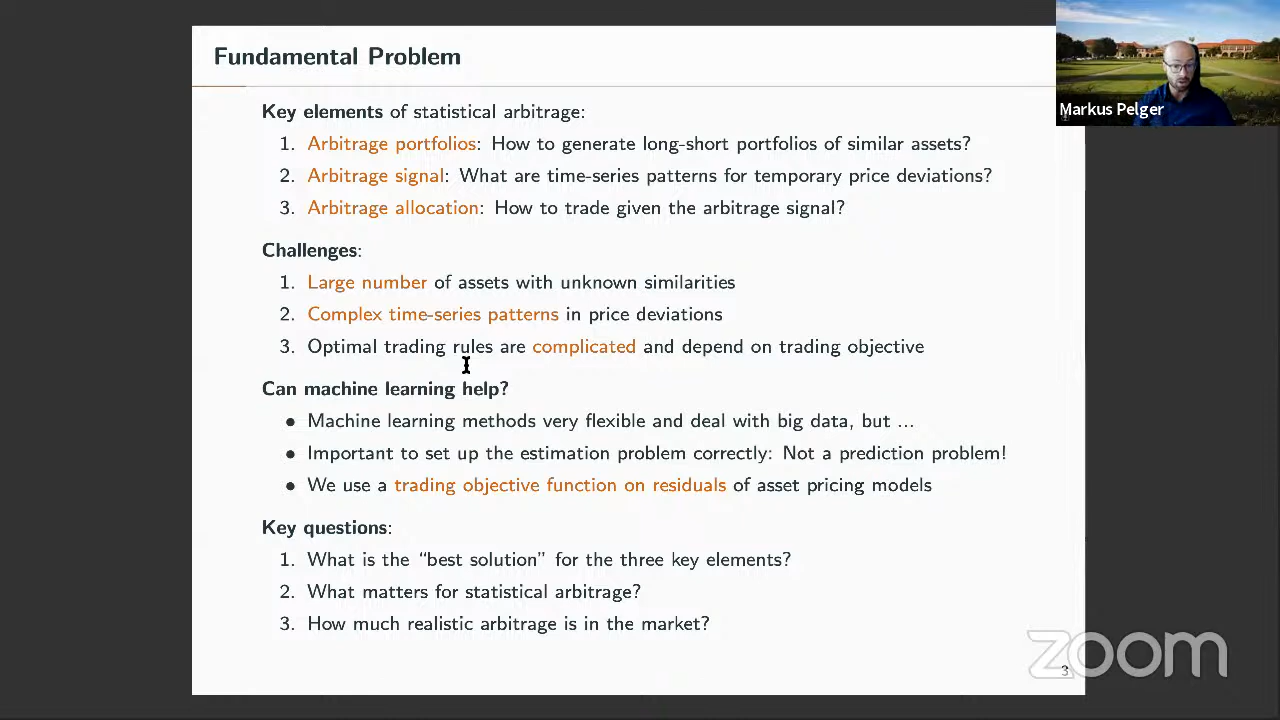 Fundamental Problem
Markus Pelger
Key elements of statistical arbitrage:
1. Arbitrage portfolios: How to generate long-short portfolios of similar assets?
2. Arbitrage signal: What are time-series patterns for temporary price deviations?
3. Arbitrage allocation: How to trade given the arbitrage signal?
Challenges:
1. Large number of assets with unknown similarities
2. Complex time-series patterns in price deviations
3. Optimal trading rules are complicated and depend on trading objective
Can machine learning help?
● Machine learning methods very flexible and deal with big data, but ...
● Important to set up the estimation problem correctly: Not a prediction problem!
● We use a trading objective function on residuals of asset pricing models
Key questions:
1. What is the “best solution” for the three key elements?
2. What matters for statistical arbitrage?
3. How much realistic arbitrage is in the market?
zoom
3